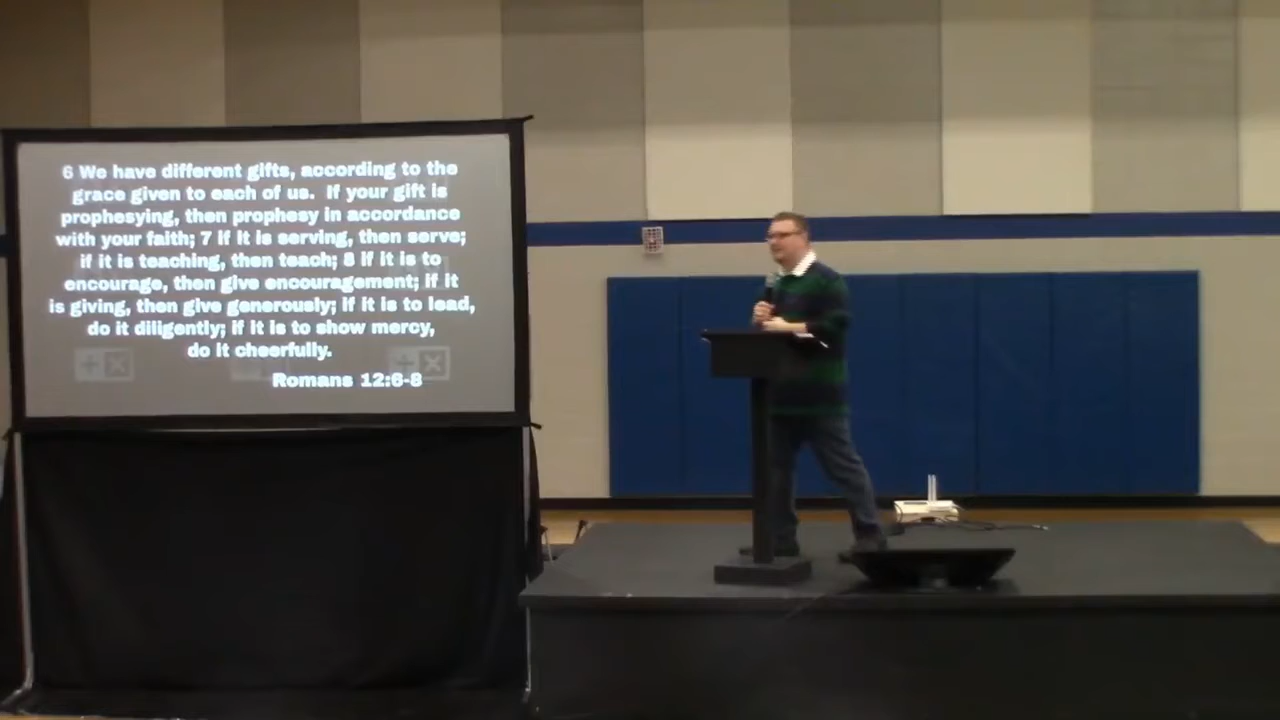 6 We have different gifts, according to the
grace given to each of us.  If your gift is
prophesying, then prophesy in accordance
with your faith; 7 if it is serving, then serve;
if it is teaching, then teach; 8 if it is to
encourage, then give encouragement; if it
is giving, then give generously; if it is to lead,
do it diligently; if it is to show mercy,
do it cheerfully.
Romans 12:6-8